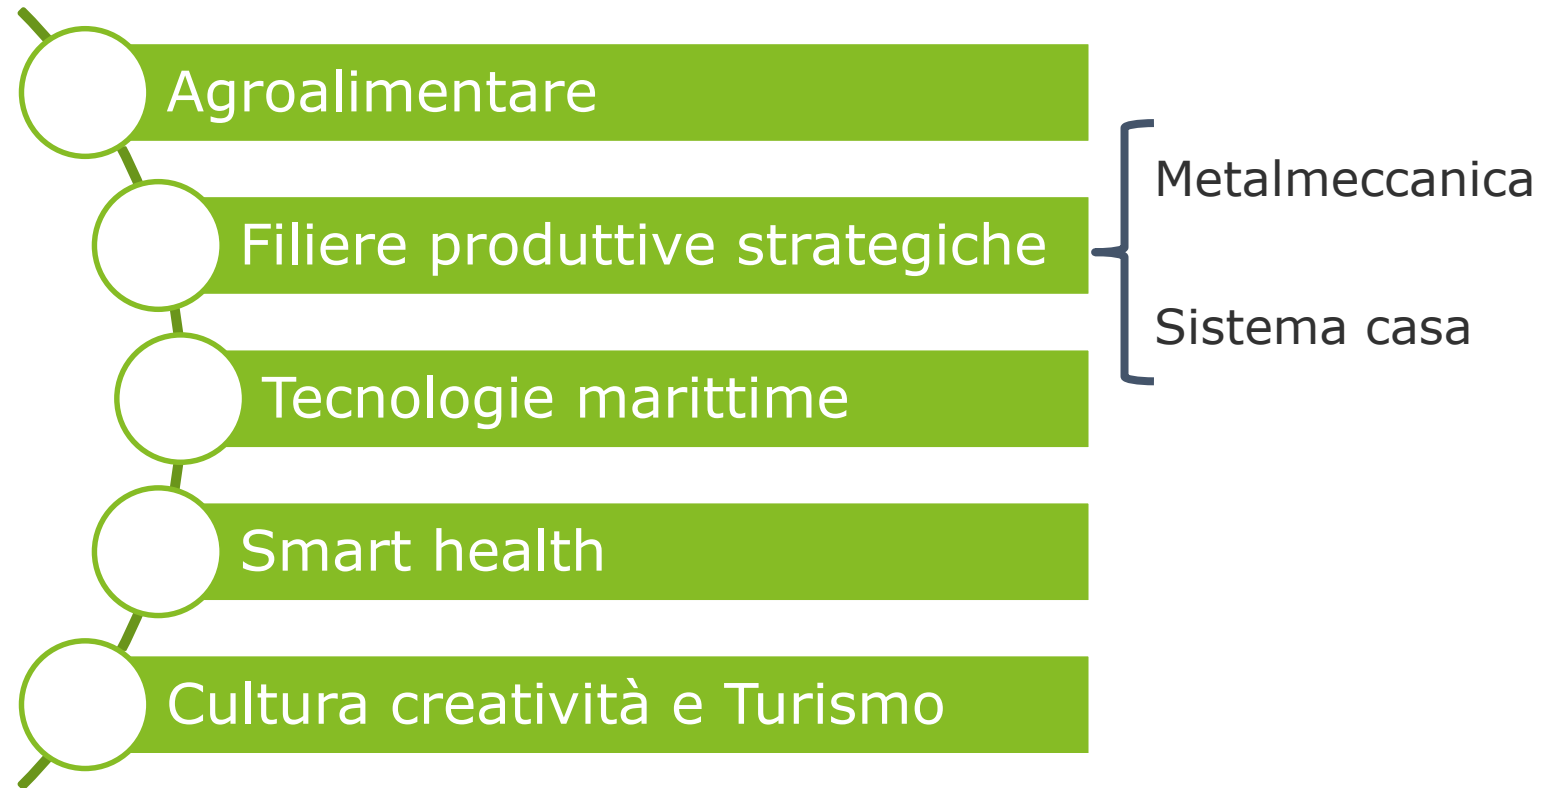 Agroalimentare
Filiere produttive strategiche
Metalmeccanica
Sistema casa
Tecnologie marittime
Smart health
Cultura creatività e Turismo